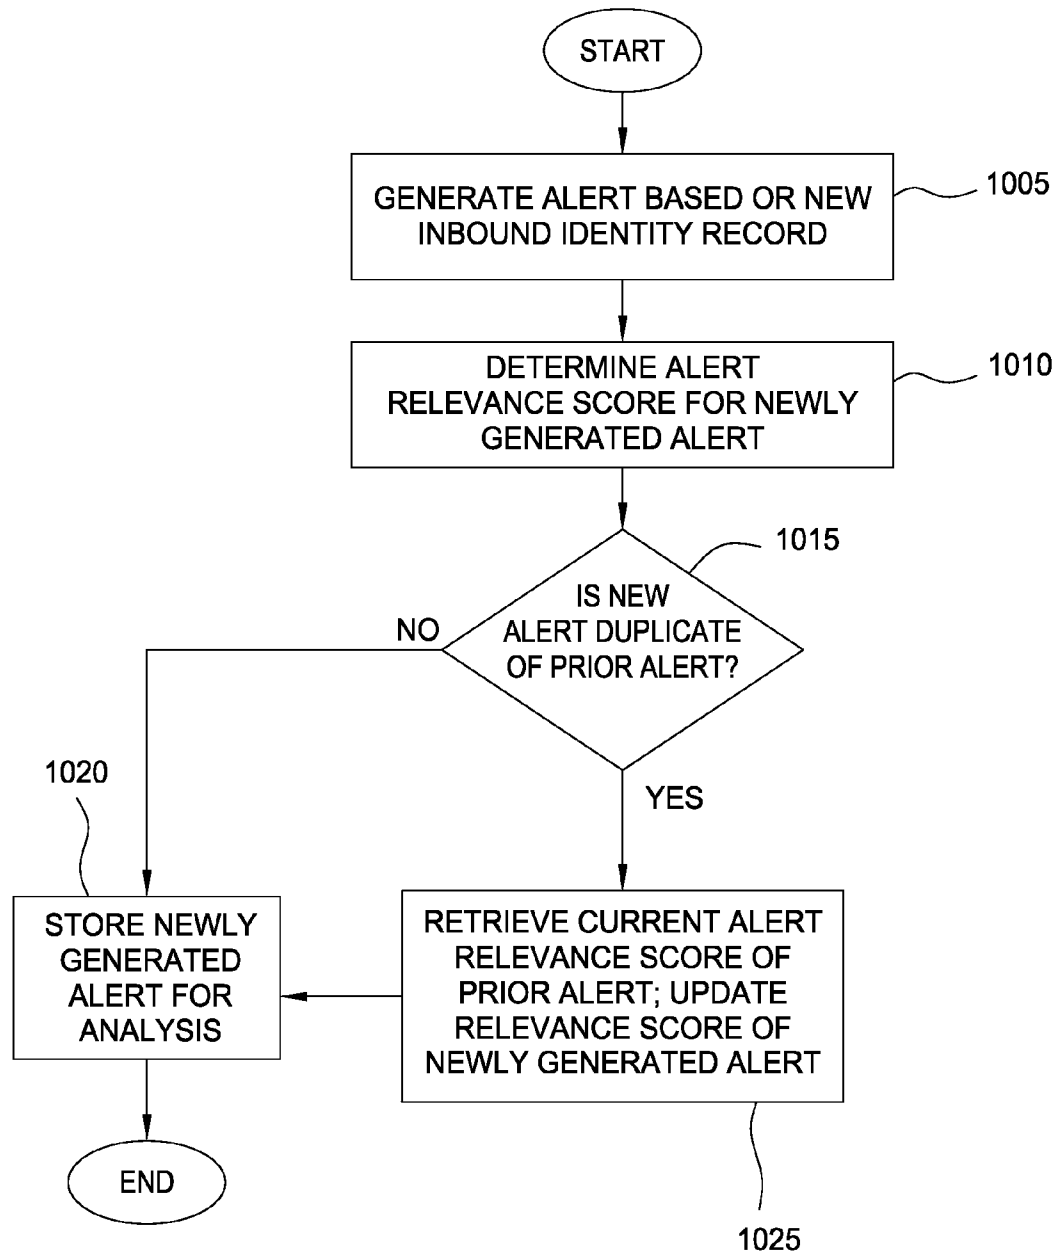 START
GENERATE ALERT BASED OR NEW
INBOUND IDENTITY RECORD
1005
DETERMINE ALERT
RELEVANCE SCORE FOR NEWLY
GENERATED ALERT
1010
1015
IS NEW
ALERT DUPLICATE
OF PRIOR ALERT?
NO
YES
1020
STORE NEWLY
GENERATED
ALERT FOR
ANALYSIS
RETRIEVE CURRENT ALERT
RELEVANCE SCORE OF
PRIOR ALERT; UPDATE
RELEVANCE SCORE OF
NEWLY GENERATED ALERT
END
1025